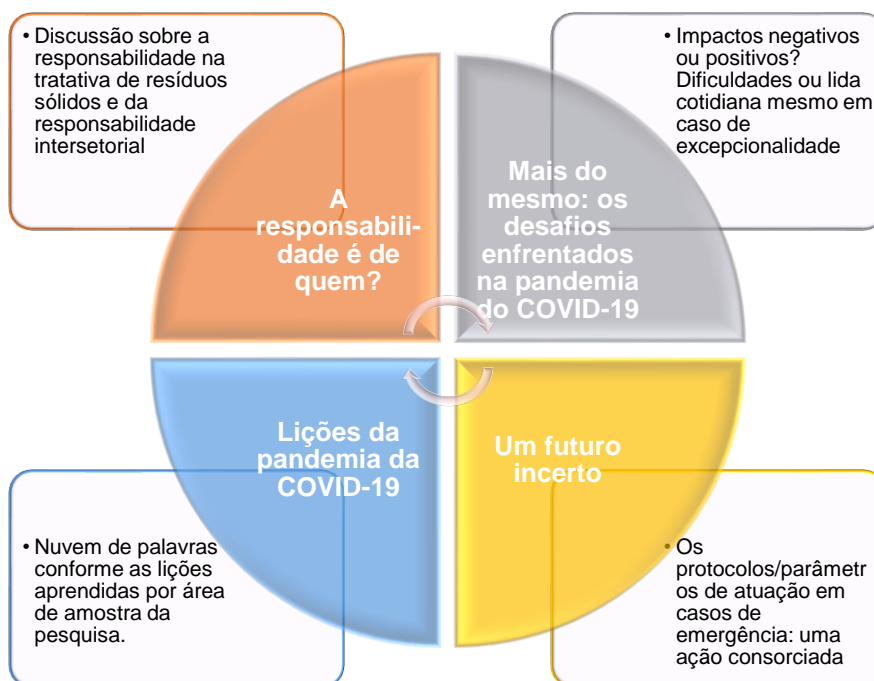 • Discussão sobre a
responsabilidade na
tratativa de resíduos
sólidos e da
responsabilidade
intersetorial
• Impactos negativos
ou positivos?
Dificuldades ou lida
cotidiana mesmo em
caso de
excepcionalidade
A
responsabili-
dade é de
quem?
Mais do
mesmo: os
desafios
enfrentados
na pandemia
do COVID-19
Lições da
pandemia da
COVID-19
Um futuro
incerto
• Nuvem de palavras
conforme as lições
aprendidas por área
de amostra da
pesquisa.
• Os
protocolos/parâmetr
os de atuação em
casos de
emergência: uma
ação consorciada